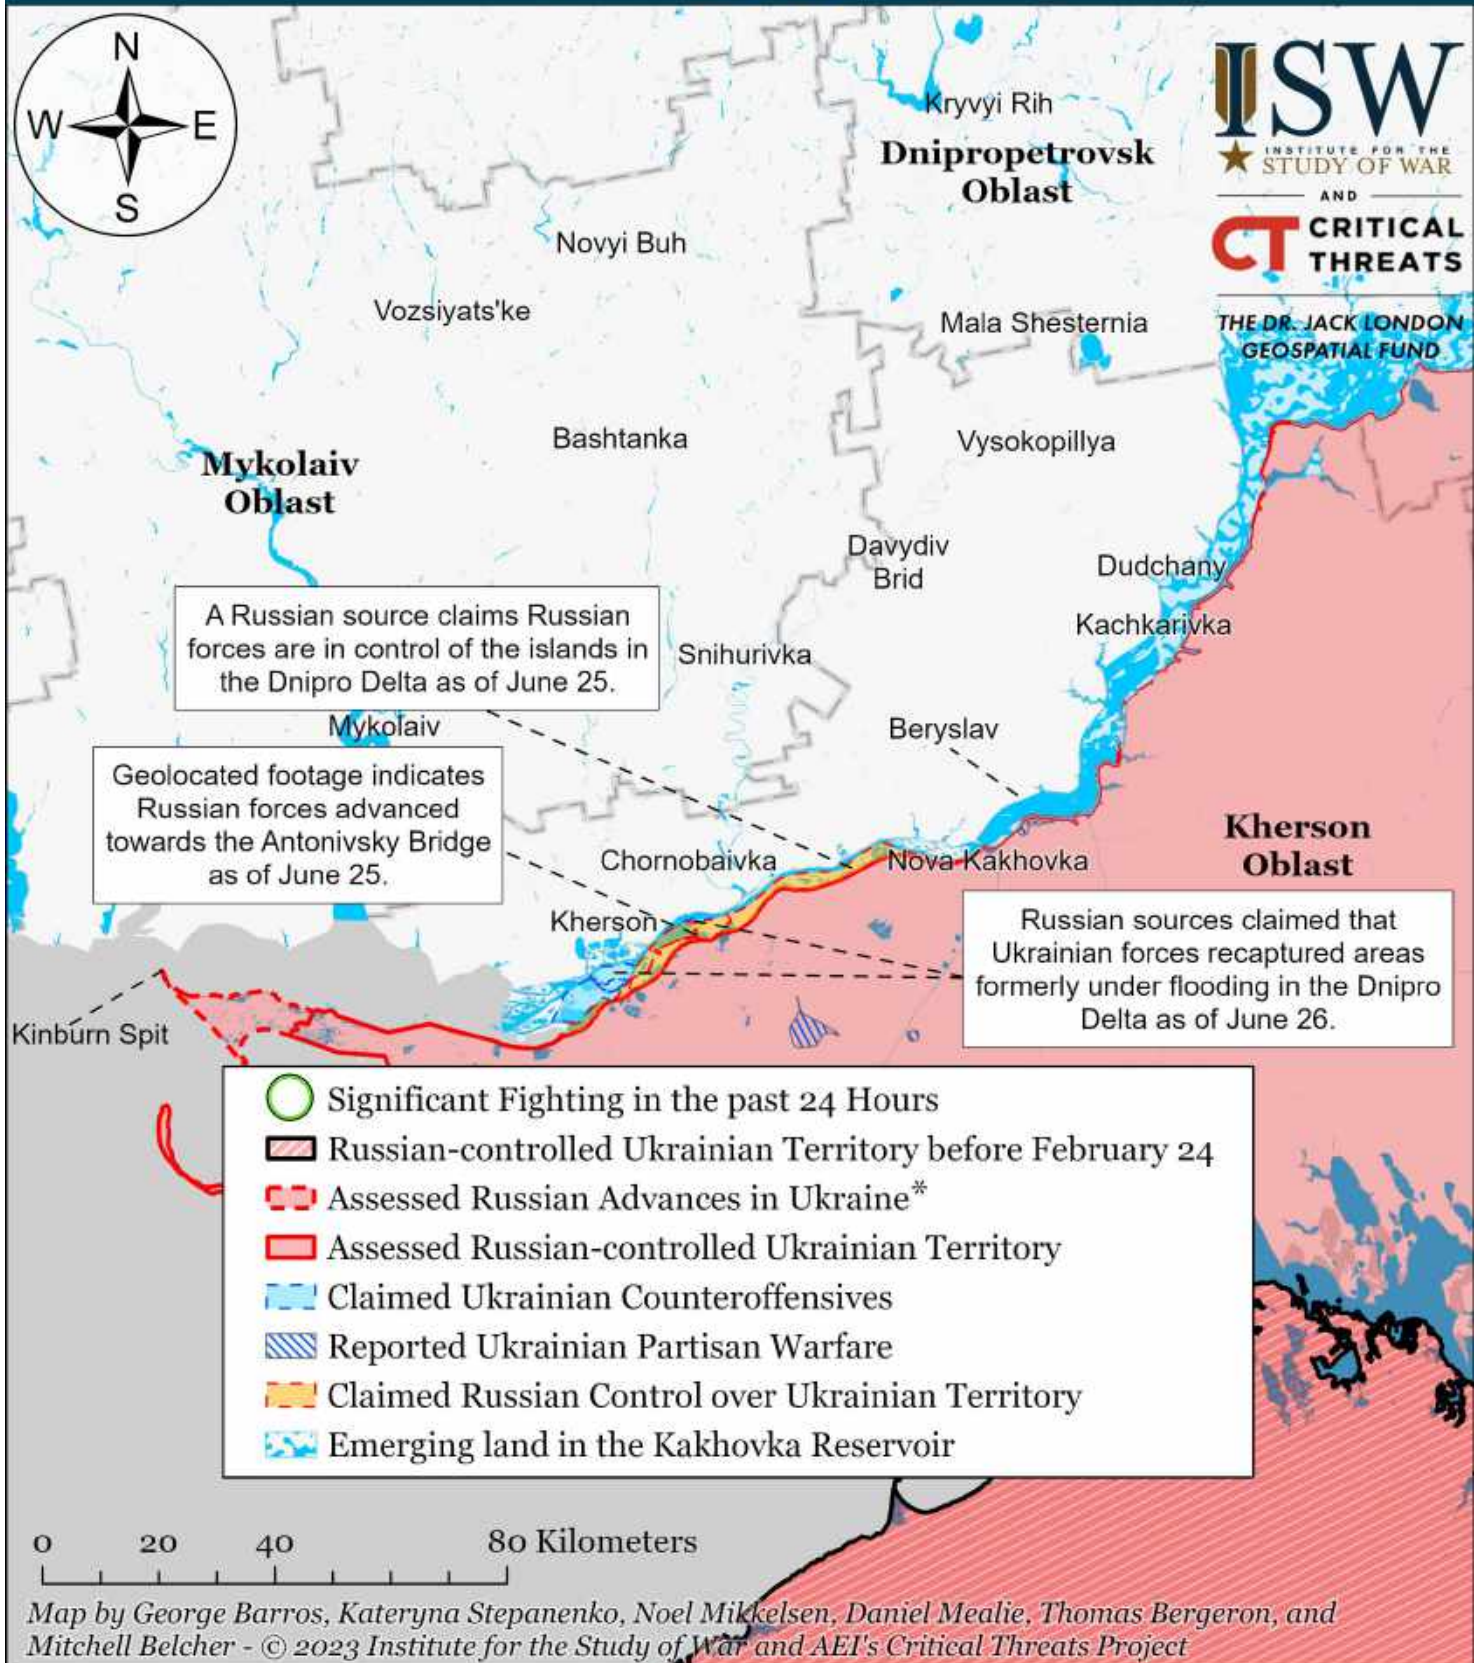 N
W
E
S
ISW
INSTITUTE FOR THE
STUDY OF WAR
AND
CT CRITICAL
THREATS
THE DR. JACK LONDON
GEOSPATIAL FUND
Kryvyi Rih
Dnipropetrovsk
Oblast
Novyi Buh
Vozsiyats'ke
Mala Shesternia
Bashtanka
Vysokopillya
Mykolaiv
Oblast
Davydiv
Brid
Dudchany
Kachkarivka
A Russian source claims Russian
forces are in control of the islands in
the Dnipro Delta as of June 25.
Snihurivka
Mykolaiv
Beryslav
Geolocated footage indicates
Russian forces advanced
towards the Antonivsky Bridge
as of June 25.
Kherson
Oblast
Chornobaivka
Nova Kakhovka
Kherson
Russian sources claimed that
Ukrainian forces recaptured areas
formerly under flooding in the Dnipro
Delta as of June 26.
Kinburn Spit
Significant Fighting in the past 24 Hours
Russian-controlled Ukrainian Territory before February 24
Assessed Russian Advances in Ukraine*
Assessed Russian-controlled Ukrainian Territory
Claimed Ukrainian Counteroffensives
Reported Ukrainian Partisan Warfare
Claimed Russian Control over Ukrainian Territory
Emerging land in the Kakhovka Reservoir
0 20 40 80 Kilometers
Map by George Barros, Kateryna Stepanenko, Noel Mikkelsen, Daniel Mealie, Thomas Bergeron, and
Mitchell Belcher - © 2023 Institute for the Study of War and AEI's Critical Threats Project